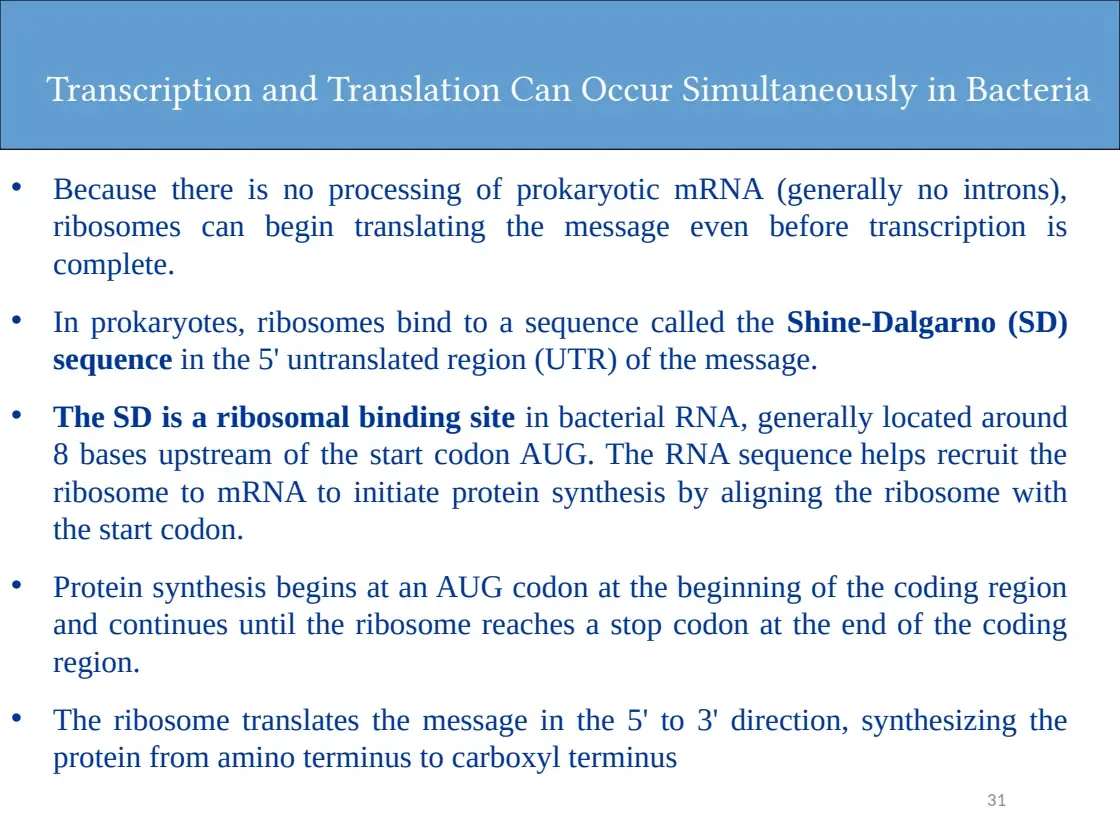 Transcription and Translation Can Occur Simultaneously in Bacteria
• Because there is no processing of prokaryotic mRNA (generally no introns),
ribosomes can begin translating the message even before transcription is
complete.
• In prokaryotes, ribosomes bind to a sequence called the Shine-Dalgarno (SD)
sequence in the 5' untranslated region (UTR) of the message.
• The SD is a ribosomal binding site in bacterial RNA, generally located around
8 bases upstream of the start codon AUG. The RNA sequence helps recruit the
ribosome to mRNA to initiate protein synthesis by aligning the ribosome with
the start codon.
• Protein synthesis begins at an AUG codon at the beginning of the coding region
and continues until the ribosome reaches a stop codon at the end of the coding
region.
• The ribosome translates the message in the 5' to 3' direction, synthesizing the
protein from amino terminus to carboxyl terminus
31